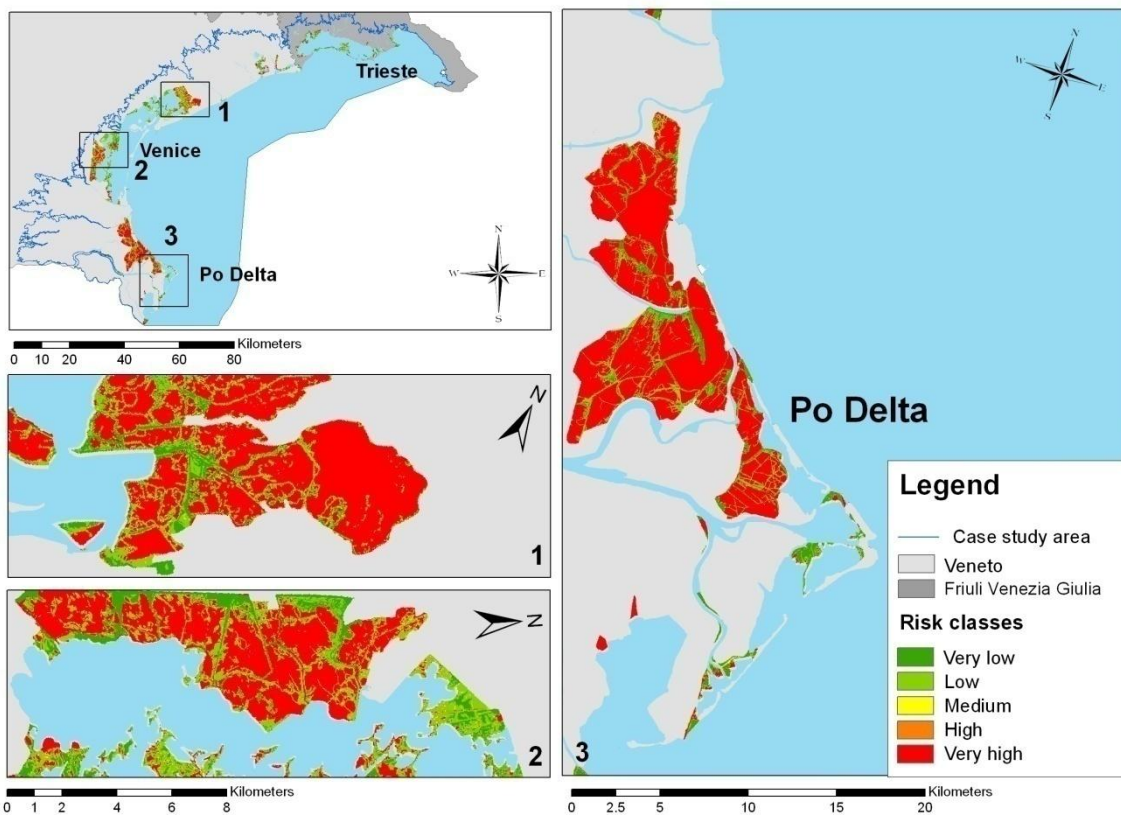 Trieste
1
Venice
2
3
Po Delta
N
W E
S
Kilometers
0 10 20 40 60 80
N
1
N
2
Kilometers
0 1 2 4 6 8
N
W E
S
Po Delta
3
Legend
Case study area
Veneto
Friuli Venezia Giulia
Risk classes
Very low
Low
Medium
High
Very high
Kilometers
0 2.5 5 10 15 20